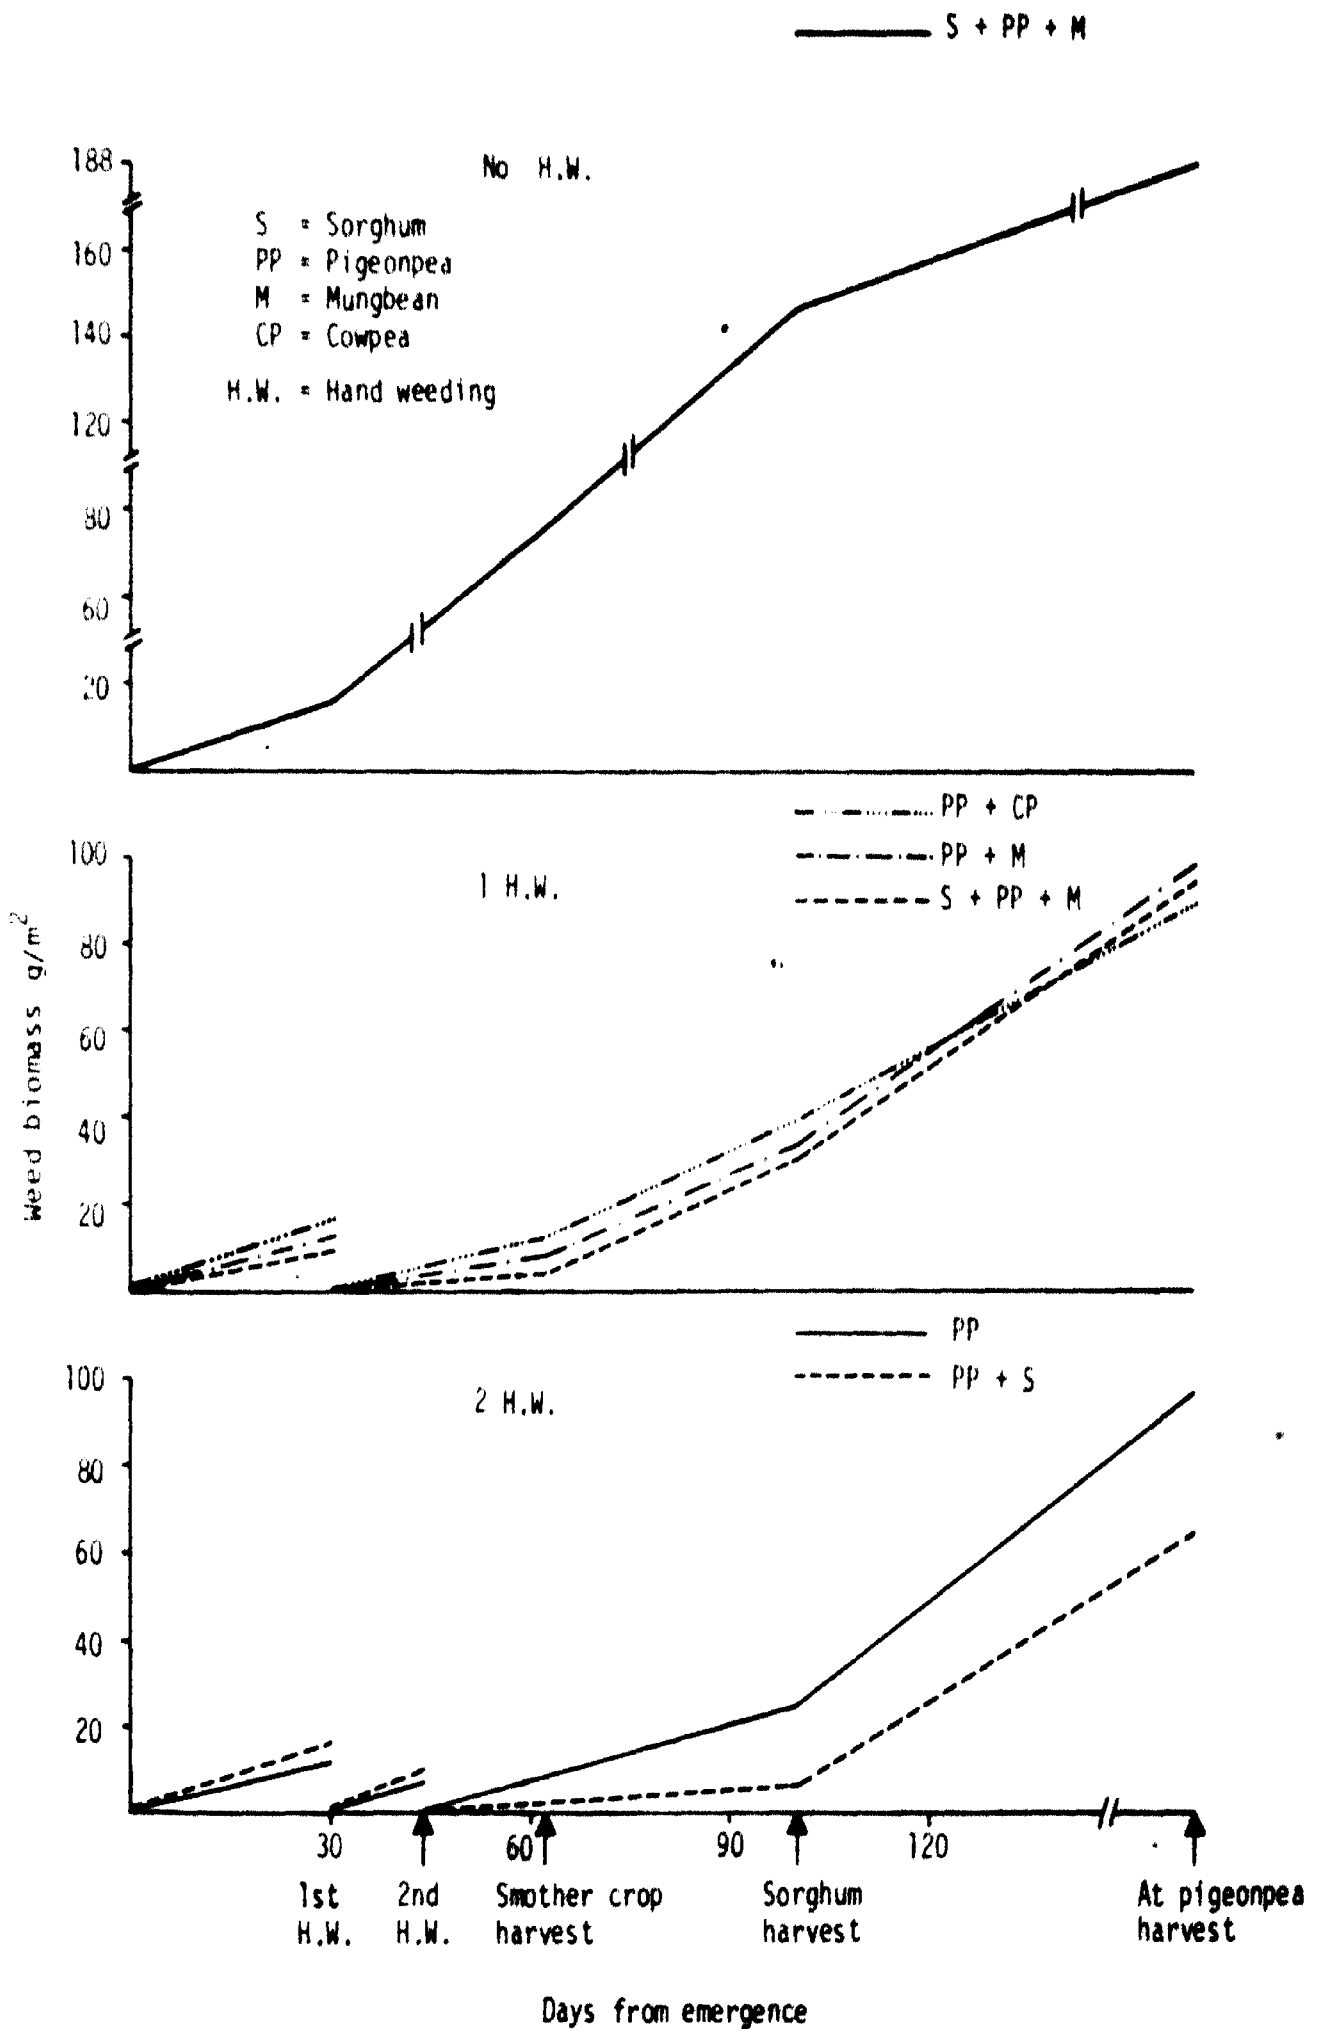 S + PP + M
188
No H.W.
S = Sorghum
160
PP = Pigeonpea
M = Mungbean
140
CP = Cowpea
H.W. = Hand weeding
120
80
60
20
PP + CP
100
PP + M
1 H.W.
S + PP + M
80
60
40
20
Weed biomass g/m²
PP
100
PP + S
2 H.W.
80
60
40
20
30 60 90 120
1st 2nd Smother crop Sorghum At pigeonpea
H.W. H.W. harvest harvest harvest
Days from emergence